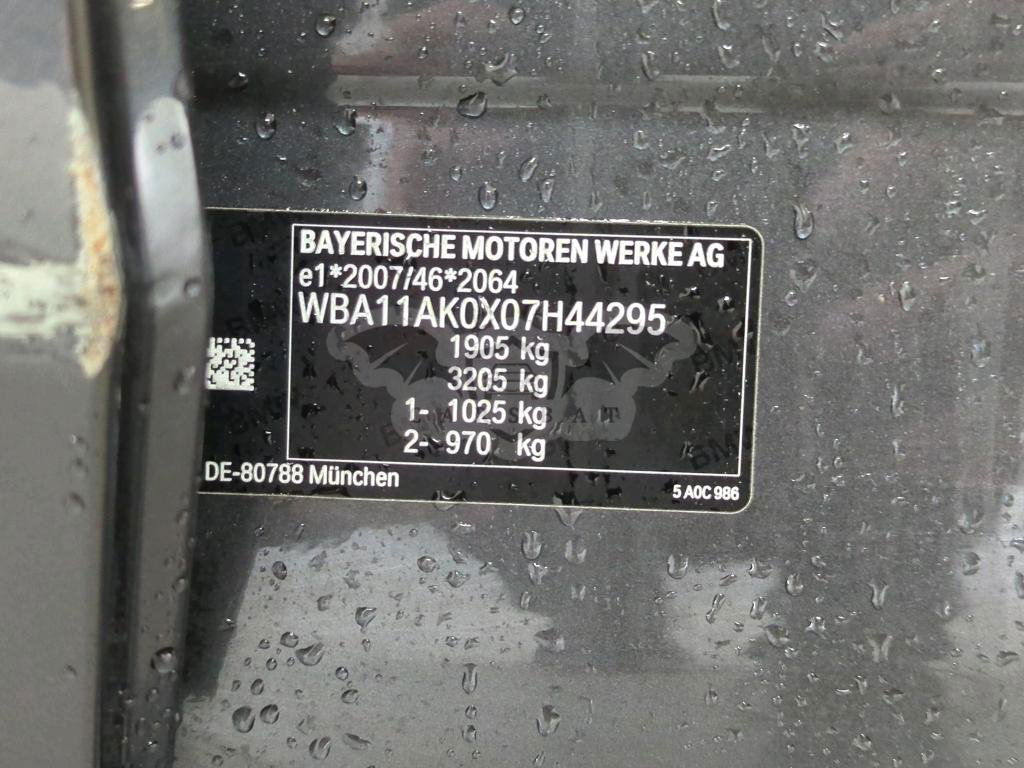 BAYERISCHE MOTOREN WERKE AG
e1*2007/46*2064
WBA11AK0X07H44295
1905 kg
3205 kg
1- 1025 kg
2- 970 kg
DE-80788 München
5 A0C 986